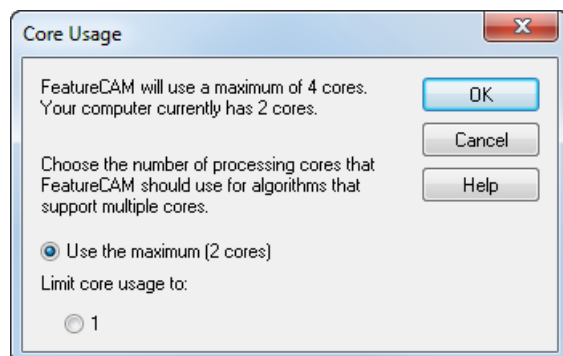 Core Usage
FeatureCAM will use a maximum of 4 cores.
Your computer currently has 2 cores.
OK
Cancel
Choose the number of processing cores that
FeatureCAM should use for algorithms that
support multiple cores.
Help
Use the maximum (2 cores)
Limit core usage to:
1